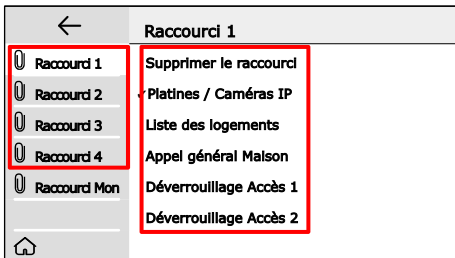 Raccourci 1
Raccourci 1
Raccourci 2
Raccourci 3
Raccourci 4
Raccourci Mon
Supprimer le raccourci
✓Platines / Caméras IP
Liste des logements
Appel général Maison
Déverrouillage Accès 1
Déverrouillage Accès 2